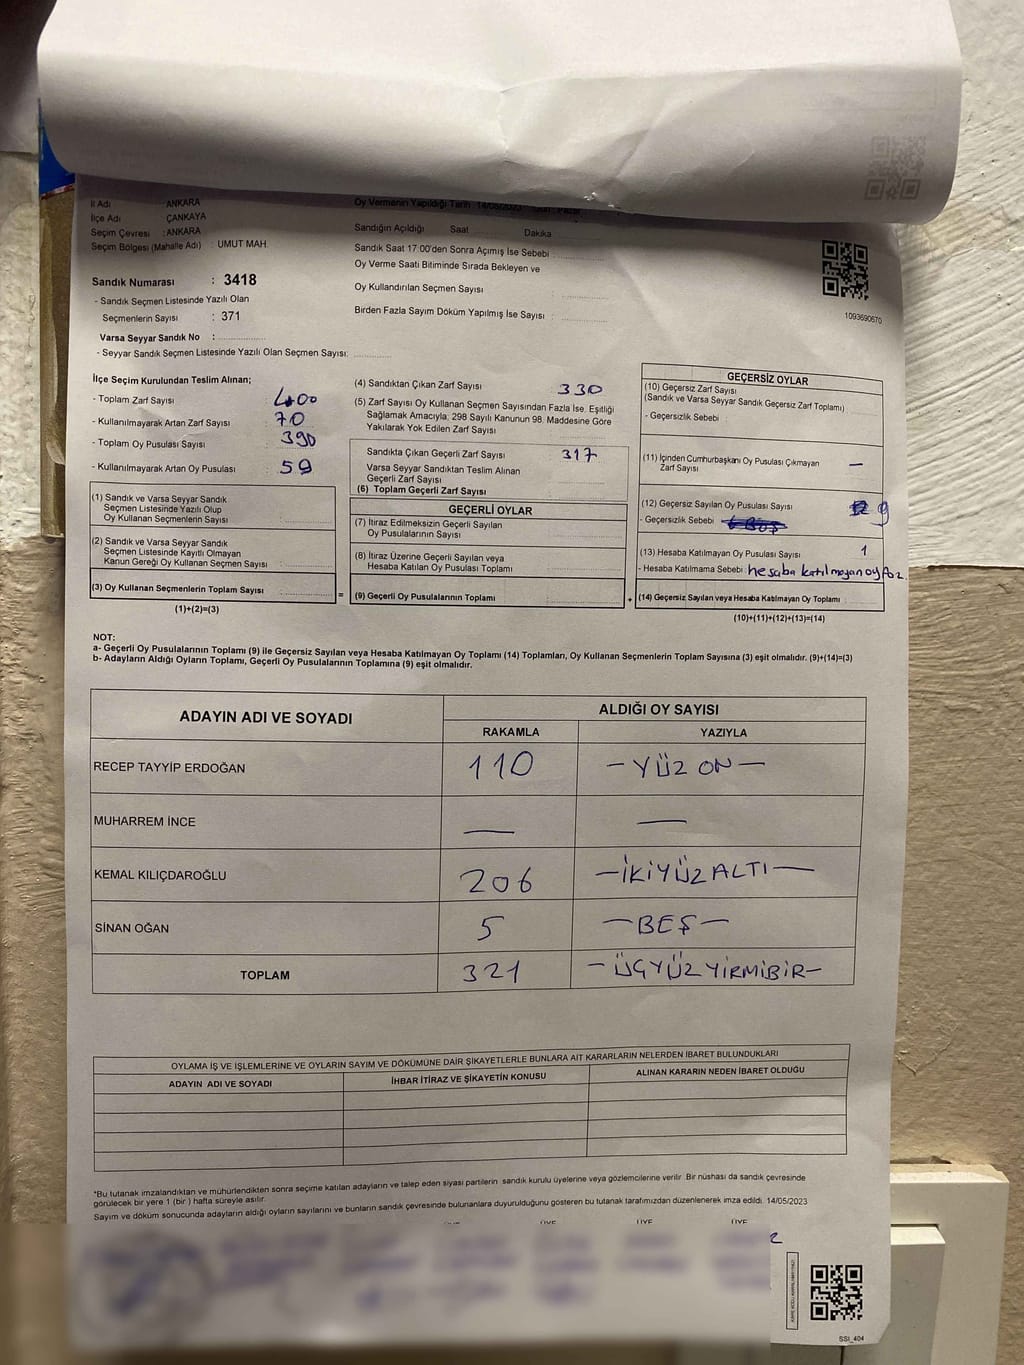 İl Adı ANKARA
İlçe Adı ÇANKAYA
Seçim Çevresi : ANKARA
Seçim Bölgesi (Mahalle Adı) : UMUT MAH.
Sandık Numarası : 3418
- Sandık Seçmen Listesinde Yazılı Olan
Seçmenlerin Sayısı : 371
Varsa Seyyar Sandık No :
- Seyyar Sandık Seçmen Listesinde Yazılı Olan Seçmen Sayısı:
Oy Vermenin Yapıldığı Tarih : 14/05/2023 Gün : Pazar
Sandığın Açıldığı Saat Dakika
Sandık Saat 17:00'den Sonra Açımış İse Sebebi :
Oy Verme Saati Bitiminde Sırada Bekleyen ve
Oy Kullandırılan Seçmen Sayısı :
Birden Fazla Sayım Döküm Yapılmış İse Sayısı :
1093690670
İlçe Seçim Kurulundan Teslim Alınan;
- Toplam Zarf Sayısı : 400
- Kullanılmayarak Artan Zarf Sayısı : 70
- Toplam Oy Pusulası Sayısı : 390
- Kullanılmayarak Artan Oy Pusulası : 59
(1) Sandık ve Varsa Seyyar Sandık
Seçmen Listesinde Yazılı Olup
Oy Kullanan Seçmenlerin Sayısı :
(2) Sandık ve Varsa Seyyar Sandık
Seçmen Listesinde Kayıtlı Olmayan
Kanun Gereği Oy Kullanan Seçmen Sayısı :
(3) Oy Kullanan Seçmenlerin Toplam Sayısı :
(1)+(2)=(3)
(4) Sandıktan Çıkan Zarf Sayısı : 330
(5) Zarf Sayısı Oy Kullanan Seçmen Sayısından Fazla İse, Eşitliği
Sağlamak Amacıyla; 298 Sayılı Kanunun 98. Maddesine Göre
Yakılarak Yok Edilen Zarf Sayısı :
Sandıkta Çıkan Geçerli Zarf Sayısı : 317
Varsa Seyyar Sandıktan Teslim Alınan
Geçerli Zarf Sayısı :
(6) Toplam Geçerli Zarf Sayısı :
GEÇERLİ OYLAR
(7) İtiraz Edilmeksizin Geçerli Sayılan
Oy Pusulalarının Sayısı :
(8) İtiraz Üzerine Geçerli Sayılan veya
Hesaba Katılan Oy Pusulası Toplamı :
= (9) Geçerli Oy Pusulalarının Toplamı : +
GEÇERSİZ OYLAR
(10) Geçersiz Zarf Sayısı
(Sandık ve Varsa Seyyar Sandık Geçersiz Zarf Toplamı)
- Geçersizlik Sebebi :
(11) İçinden Cumhurbaşkanı Oy Pusulası Çıkmayan
Zarf Sayısı : —
(12) Geçersiz Sayılan Oy Pusulası Sayısı : 9
- Geçersizlik Sebebi :
(13) Hesaba Katılmayan Oy Pusulası Sayısı : 1
- Hesaba Katılmama Sebebi : hesaba katılmayan oy
(14) Geçersiz Sayılan veya Hesaba Katılmayan Oy Toplamı :
(10)+(11)+(12)+(13)=(14)
NOT:
a- Geçerli Oy Pusulalarının Toplamı (9) ile Geçersiz Sayılan veya Hesaba Katılmayan Oy Toplamı (14) Toplamları, Oy Kullanan Seçmenlerin Toplam Sayısına (3) eşit olmalıdır. (9)+(14)=(3)
b- Adayların Aldığı Oyların Toplamı, Geçerli Oy Pusulalarının Toplamına (9) eşit olmalıdır.
ADAYIN ADI VE SOYADI ALDIĞI OY SAYISI
RAKAMLA YAZIYLA
RECEP TAYYİP ERDOĞAN 110 — YÜZ ON —
MUHARREM İNCE — —
KEMAL KILIÇDAROĞLU 206 — İKİYÜZALTI —
SİNAN OĞAN 5 — BEŞ —
TOPLAM 321 — ÜÇYÜZYİRMİBİR —
OYLAMA İŞ VE İŞLEMLERİNE VE OYLARIN SAYIM VE DÖKÜMÜNE DAİR ŞİKAYETLERLE BUNLARA AİT KARARLARIN NELERDEN İBARET BULUNDUKLARI
ADAYIN ADI VE SOYADI İHBAR İTİRAZ VE ŞİKAYETİN KONUSU ALINAN KARARIN NEDEN İBARET OLDUĞU
*Bu tutanak imzalandıktan ve mühürlendikten sonra seçime katılan adayların ve talep eden siyasi partilerin sandık kurulu üyelerine veya gözlemcilerine verilir. Bir nüshası da sandık çevresinde
görülecek bir yere 1 (bir ) hafta süreyle asılır.
Sayım ve döküm sonucunda adayların aldığı oyların sayılarını ve bunların sandık çevresinde bulunanlara duyurulduğunu gösteren bu tutanak tarafımızdan düzenlenerek imza edildi. 14/05/2023
ÜYE ÜYE ÜYE ÜYE
SSI_404